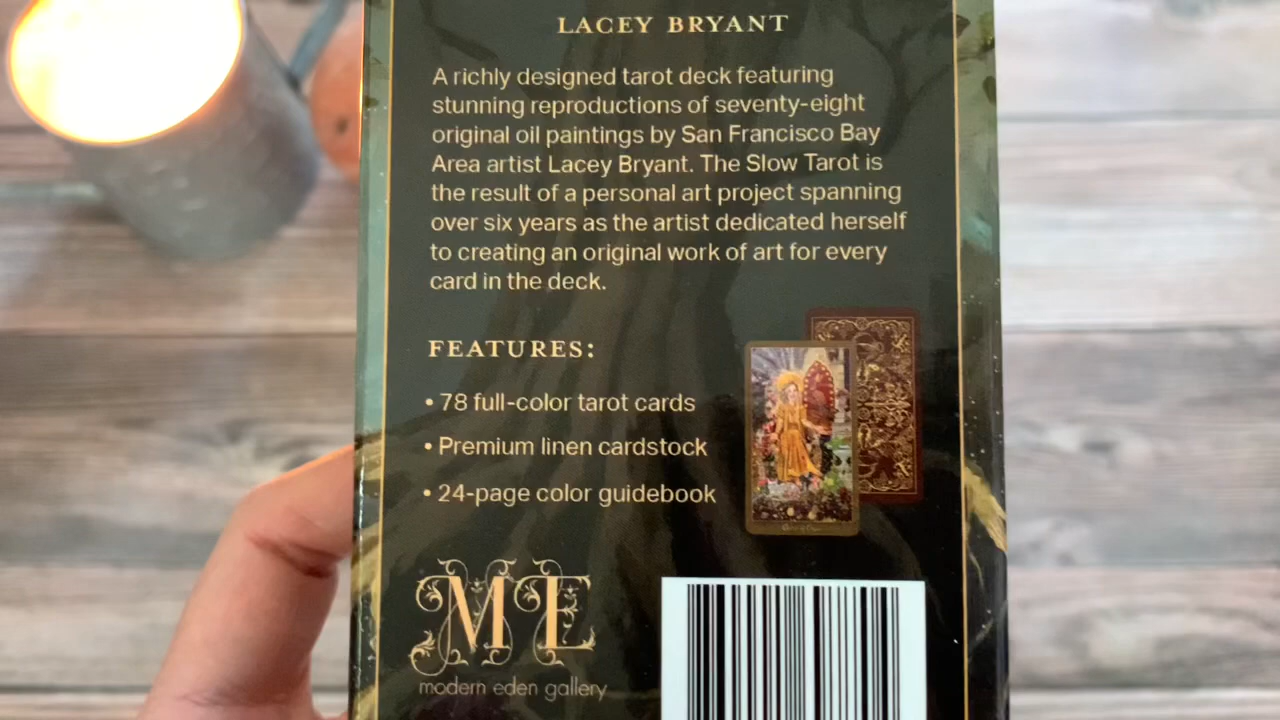 LACEY BRYANT
A richly designed tarot deck featuring
stunning reproductions of seventy-eight
original oil paintings by San Francisco Bay
Area artist Lacey Bryant. The Slow Tarot is
the result of a personal art project spanning
over six years as the artist dedicated herself
to creating an original work of art for every
card in the deck.
FEATURES:
• 78 full-color tarot cards
• Premium linen cardstock
• 24-page color guidebook
ME
modern eden gallery